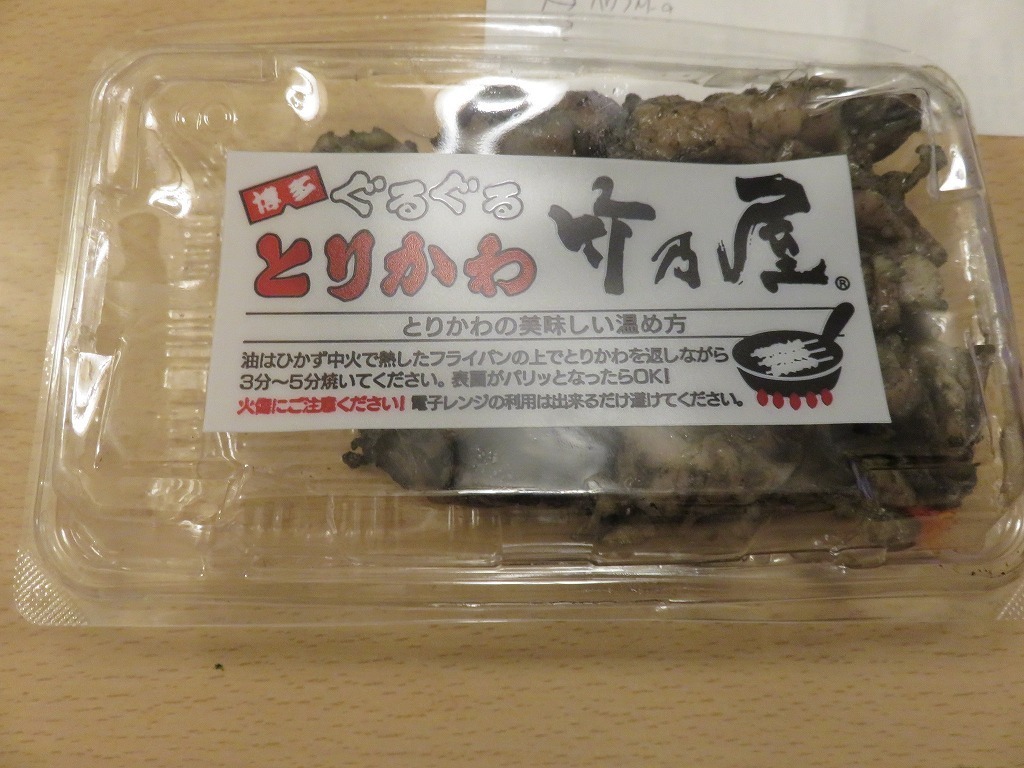 博多
ぐるぐる
とりかわ
竹乃屋®
とりかわの美味しい温め方
油はひかず中火で熱したフライパンの上でとりかわを返しながら
3分〜5分焼いてください。表面がパリッとなったらOK!
火傷にご注意ください! 電子レンジの利用は出来るだけ避けてください。